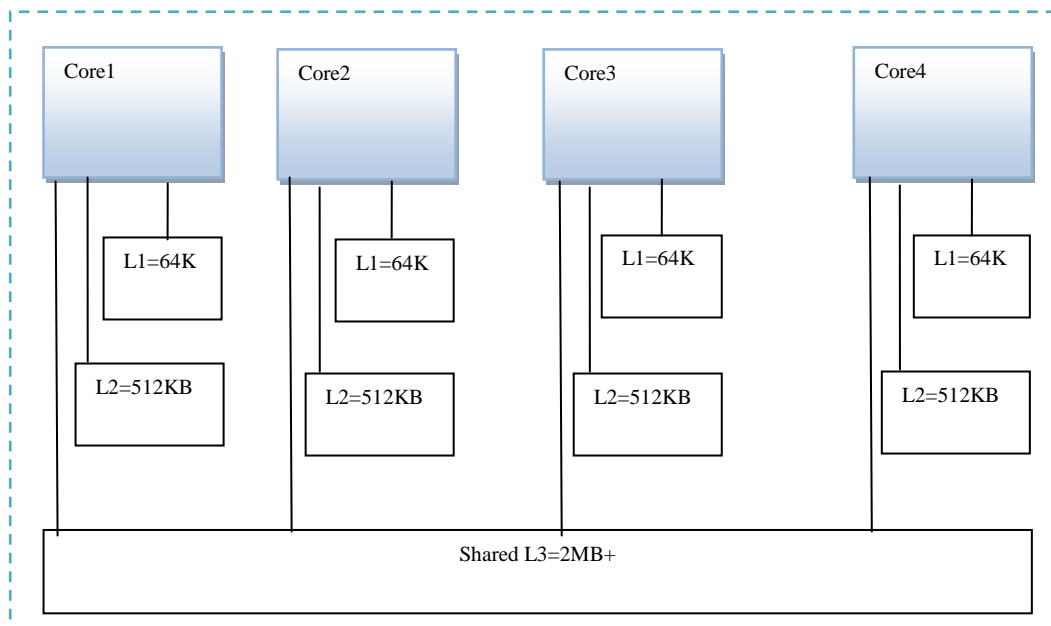 Core1
Core2
Core3
Core4
L1=64K
L1=64K
L1=64K
L1=64K
L2=512KB
L2=512KB
L2=512KB
L2=512KB
Shared L3=2MB+